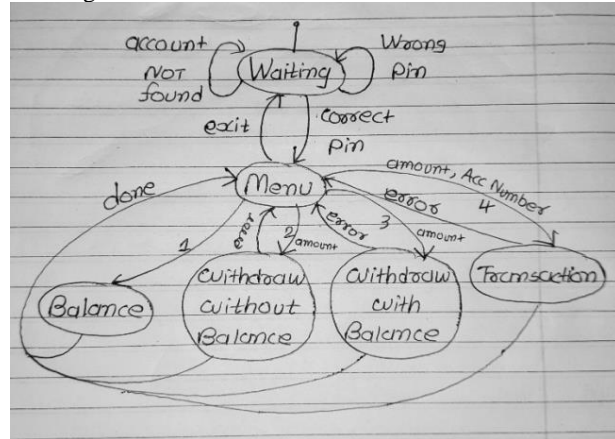 account
NOT
found
Waiting
Wrong
Pin
exit
correct
Pin
done
Menu
amount, Acc Number
error
4
1
error
2
amount
error
3
amount
Balance
Withdraw
without
Balance
Withdraw
with
Balance
Transaction